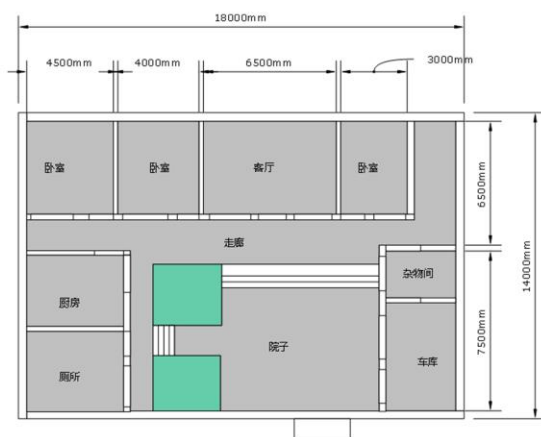 18000mm
4500mm 4000mm 6500mm 3000mm
卧室 卧室 客厅 卧室
6500mm
走廊
14000mm
杂物间
厨房
7500mm
院子
车库
厕所